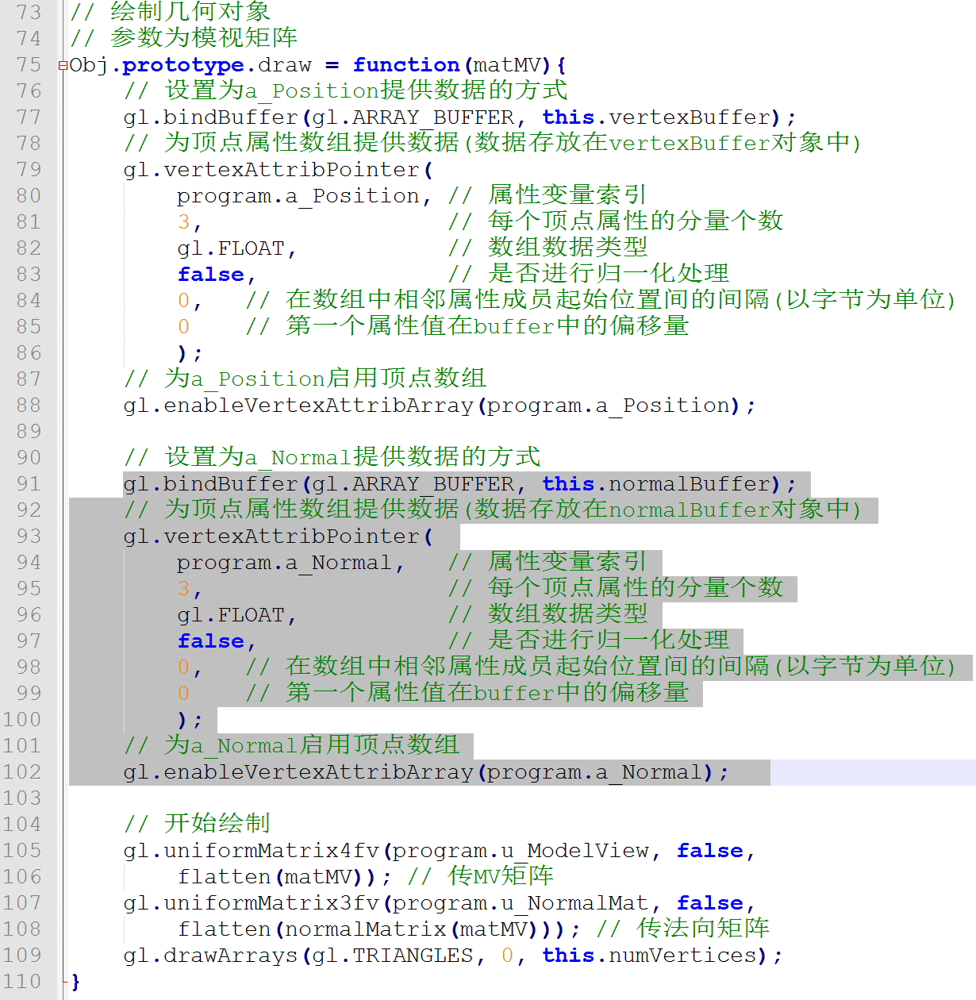 73 // 绘制几何对象
74 // 参数为模视矩阵
75 Obj.prototype.draw = function(matMV){
76 // 设置为a_Position提供数据的方式
77 gl.bindBuffer(gl.ARRAY_BUFFER, this.vertexBuffer);
78 // 为顶点属性数组提供数据(数据存放在vertexBuffer对象中)
79 gl.vertexAttribPointer(
80 program.a_Position, // 属性变量索引
81 3, // 每个顶点属性的分量个数
82 gl.FLOAT, // 数组数据类型
83 false, // 是否进行归一化处理
84 0, // 在数组中相邻属性成员起始位置间的间隔(以字节为单位)
85 0 // 第一个属性值在buffer中的偏移量
86 );
87 // 为a_Position启用顶点数组
88 gl.enableVertexAttribArray(program.a_Position);
89
90 // 设置为a_Normal提供数据的方式
91 gl.bindBuffer(gl.ARRAY_BUFFER, this.normalBuffer);
92 // 为顶点属性数组提供数据(数据存放在normalBuffer对象中)
93 gl.vertexAttribPointer(
94 program.a_Normal, // 属性变量索引
95 3, // 每个顶点属性的分量个数
96 gl.FLOAT, // 数组数据类型
97 false, // 是否进行归一化处理
98 0, // 在数组中相邻属性成员起始位置间的间隔(以字节为单位)
99 0 // 第一个属性值在buffer中的偏移量
100 );
101 // 为a_Normal启用顶点数组
102 gl.enableVertexAttribArray(program.a_Normal);
103
104 // 开始绘制
105 gl.uniformMatrix4fv(program.u_ModelView, false,
106 flatten(matMV)); // 传MV矩阵
107 gl.uniformMatrix3fv(program.u_NormalMat, false,
108 flatten(normalMatrix(matMV))); // 传法向矩阵
109 gl.drawArrays(gl.TRIANGLES, 0, this.numVertices);
110 }